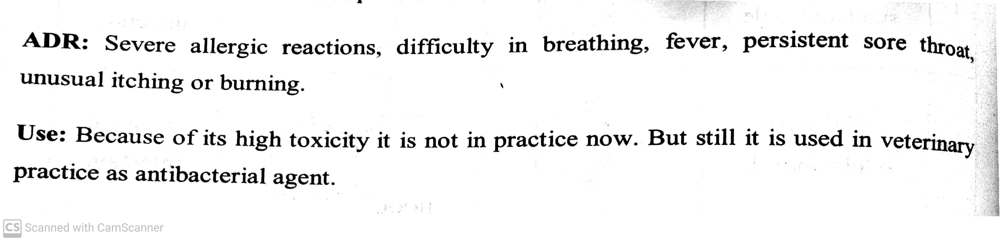 ADR: Severe allergic reactions, difficulty in breathing, fever, persistent sore throat,
unusual itching or burning.
Use: Because of its high toxicity it is not in practice now. But still it is used in veterinary
practice as antibacterial agent.
CS Scanned with CamScanner